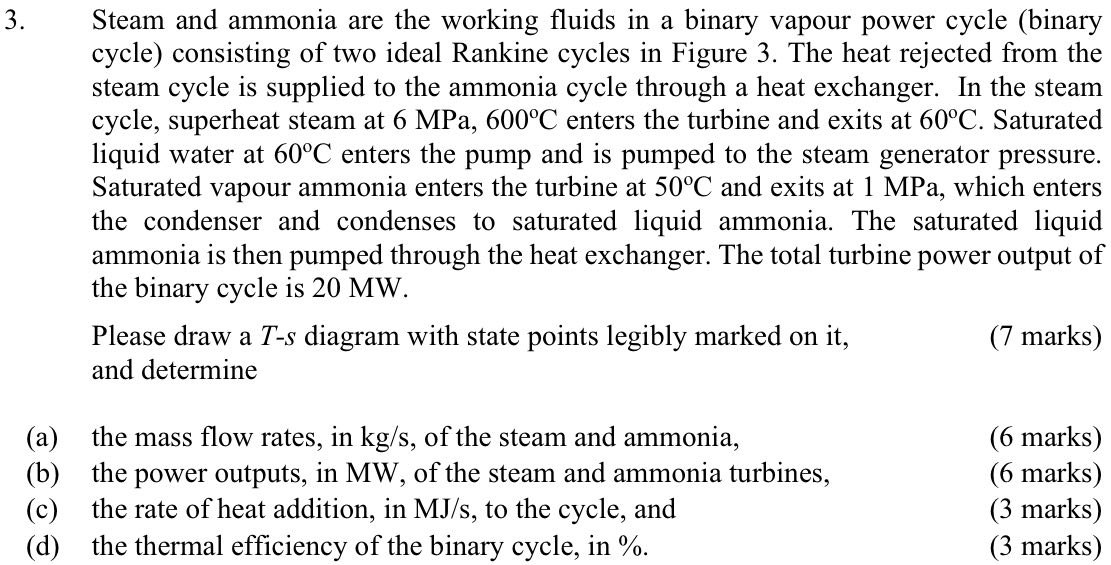 3. Steam and ammonia are the working fluids in a binary vapour power cycle (binary
cycle) consisting of two ideal Rankine cycles in Figure 3. The heat rejected from the
steam cycle is supplied to the ammonia cycle through a heat exchanger. In the steam
cycle, superheat steam at 6 MPa, 600ºC enters the turbine and exits at 60ºC. Saturated
liquid water at 60ºC enters the pump and is pumped to the steam generator pressure.
Saturated vapour ammonia enters the turbine at 50ºC and exits at 1 MPa, which enters
the condenser and condenses to saturated liquid ammonia. The saturated liquid
ammonia is then pumped through the heat exchanger. The total turbine power output of
the binary cycle is 20 MW.
Please draw a T-s diagram with state points legibly marked on it, (7 marks)
and determine
(a) the mass flow rates, in kg/s, of the steam and ammonia, (6 marks)
(b) the power outputs, in MW, of the steam and ammonia turbines, (6 marks)
(c) the rate of heat addition, in MJ/s, to the cycle, and (3 marks)
(d) the thermal efficiency of the binary cycle, in %. (3 marks)